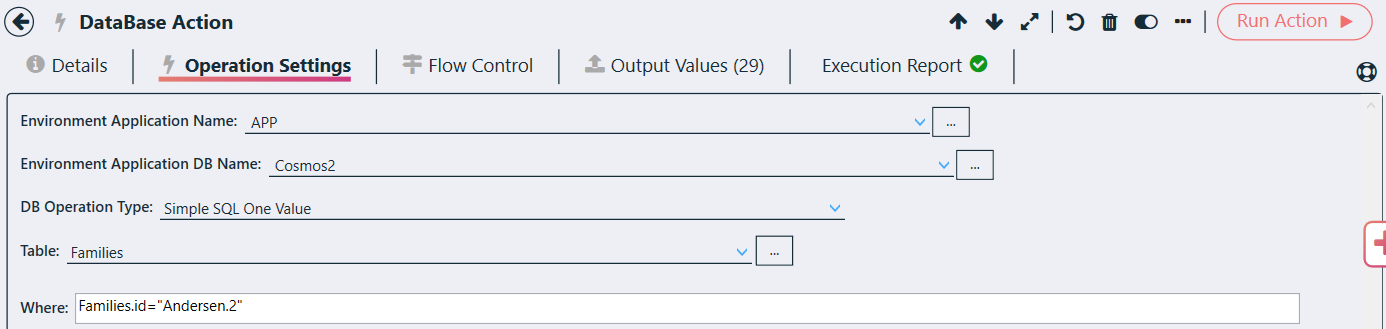 DataBase Action
Run Action
Details
Operation Settings
Flow Control
Output Values (29)
Execution Report
Environment Application Name: APP ...
Environment Application DB Name: Cosmos2 ...
DB Operation Type: Simple SQL One Value
Table: Families ...
Where: Families.id="Andersen.2"